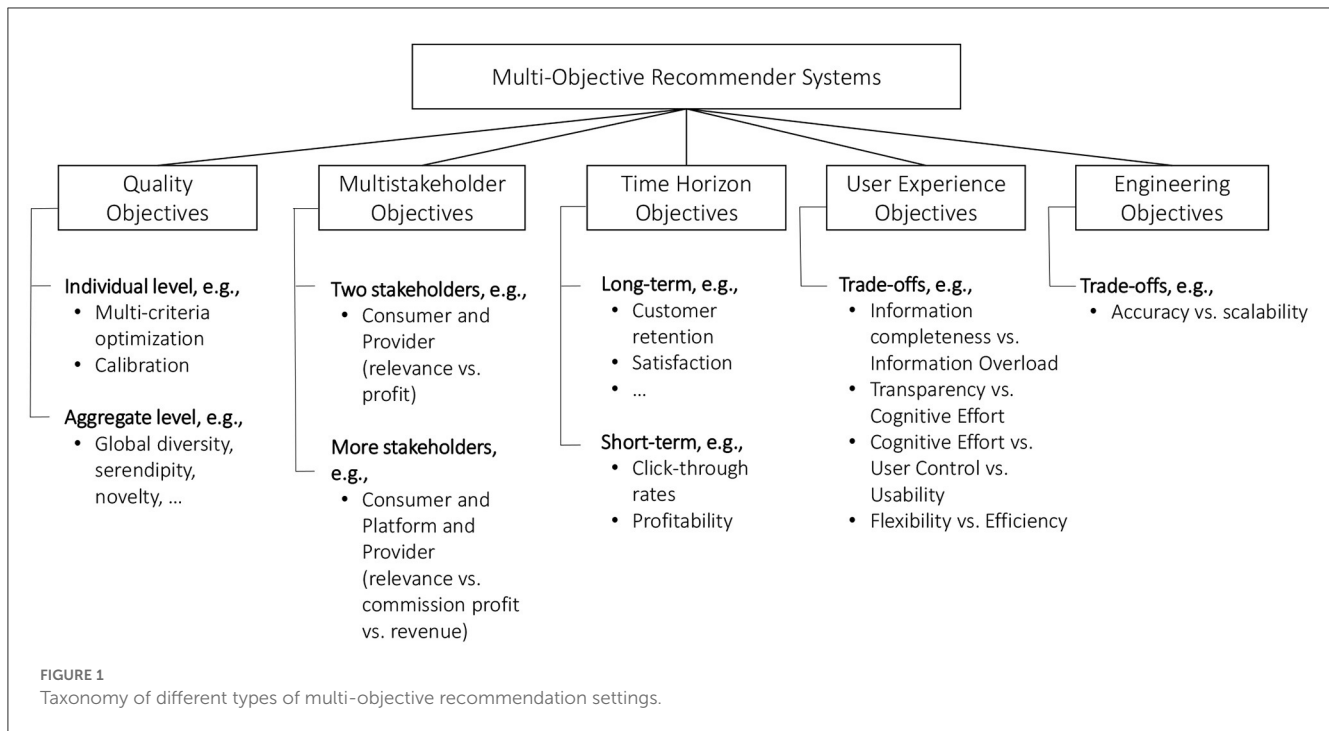 Multi-Objective Recommender Systems
Quality
Objectives
Individual level, e.g.,
• Multi-criteria
optimization
• Calibration
Aggregate level, e.g.,
• Global diversity,
serendipity,
novelty, ...
Multistakeholder
Objectives
Two stakeholders, e.g.,
• Consumer and
Provider
(relevance vs.
profit)
More stakeholders,
e.g.,
• Consumer and
Platform and
Provider
(relevance vs.
commission profit
vs. revenue)
Time Horizon
Objectives
Long-term, e.g.,
• Customer
retention
• Satisfaction
• ...
Short-term, e.g.,
• Click-through
rates
• Profitability
User Experience
Objectives
Trade-offs, e.g.,
• Information
completeness vs.
Information Overload
• Transparency vs.
Cognitive Effort
• Cognitive Effort vs.
User Control vs.
Usability
• Flexibility vs. Efficiency
Engineering
Objectives
Trade-offs, e.g.,
• Accuracy vs. scalability
FIGURE 1
Taxonomy of different types of multi-objective recommendation settings.